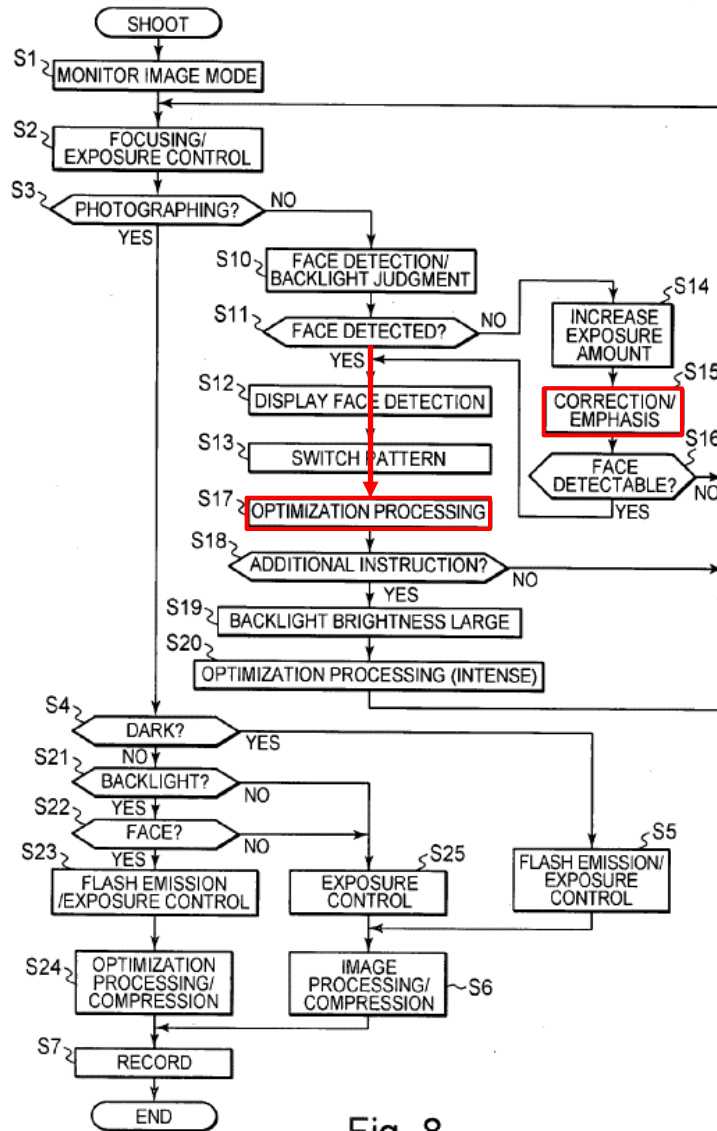 SHOOT
S1
MONITOR IMAGE MODE
S2
FOCUSING/
EXPOSURE CONTROL
S3
PHOTOGRAPHING?
NO
YES
S10
FACE DETECTION/
BACKLIGHT JUDGMENT
S11
FACE DETECTED?
NO
YES
S14
INCREASE
EXPOSURE
AMOUNT
S12
DISPLAY FACE DETECTION
S15
CORRECTION/
EMPHASIS
S13
SWITCH PATTERN
S16
FACE
DETECTABLE?
NO
YES
S17
OPTIMIZATION PROCESSING
S18
ADDITIONAL INSTRUCTION?
NO
YES
S19
BACKLIGHT BRIGHTNESS LARGE
S20
OPTIMIZATION PROCESSING (INTENSE)
S4
DARK?
YES
NO
S21
BACKLIGHT?
NO
YES
S22
FACE?
NO
YES
S23
FLASH EMISSION
/EXPOSURE CONTROL
S25
EXPOSURE
CONTROL
S5
FLASH EMISSION/
EXPOSURE
CONTROL
S24
OPTIMIZATION
PROCESSING/
COMPRESSION
IMAGE
PROCESSING/
COMPRESSION
S6
S7
RECORD
END
Fig. 8